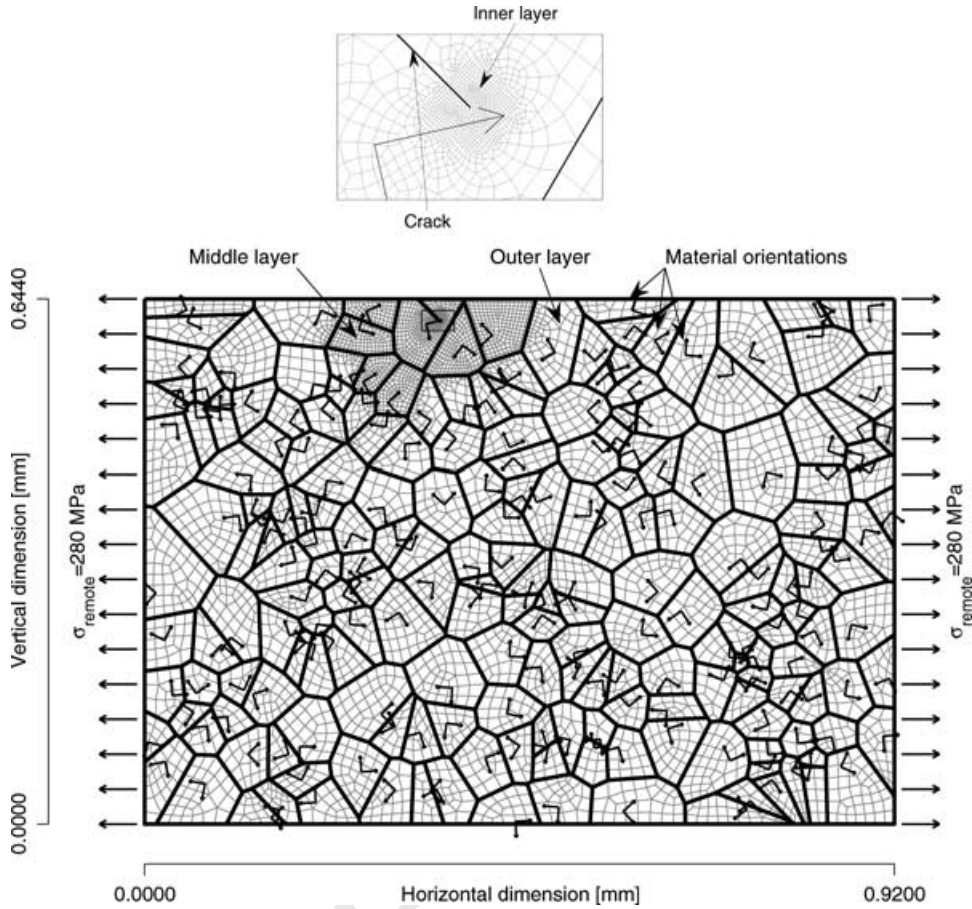 Inner layer
Crack
Middle layer
Outer layer
Material orientations
0.6440
Vertical dimension [mm]
0.0000
σremote=280 MPa
σremote=280 MPa
0.0000
Horizontal dimension [mm]
0.9200